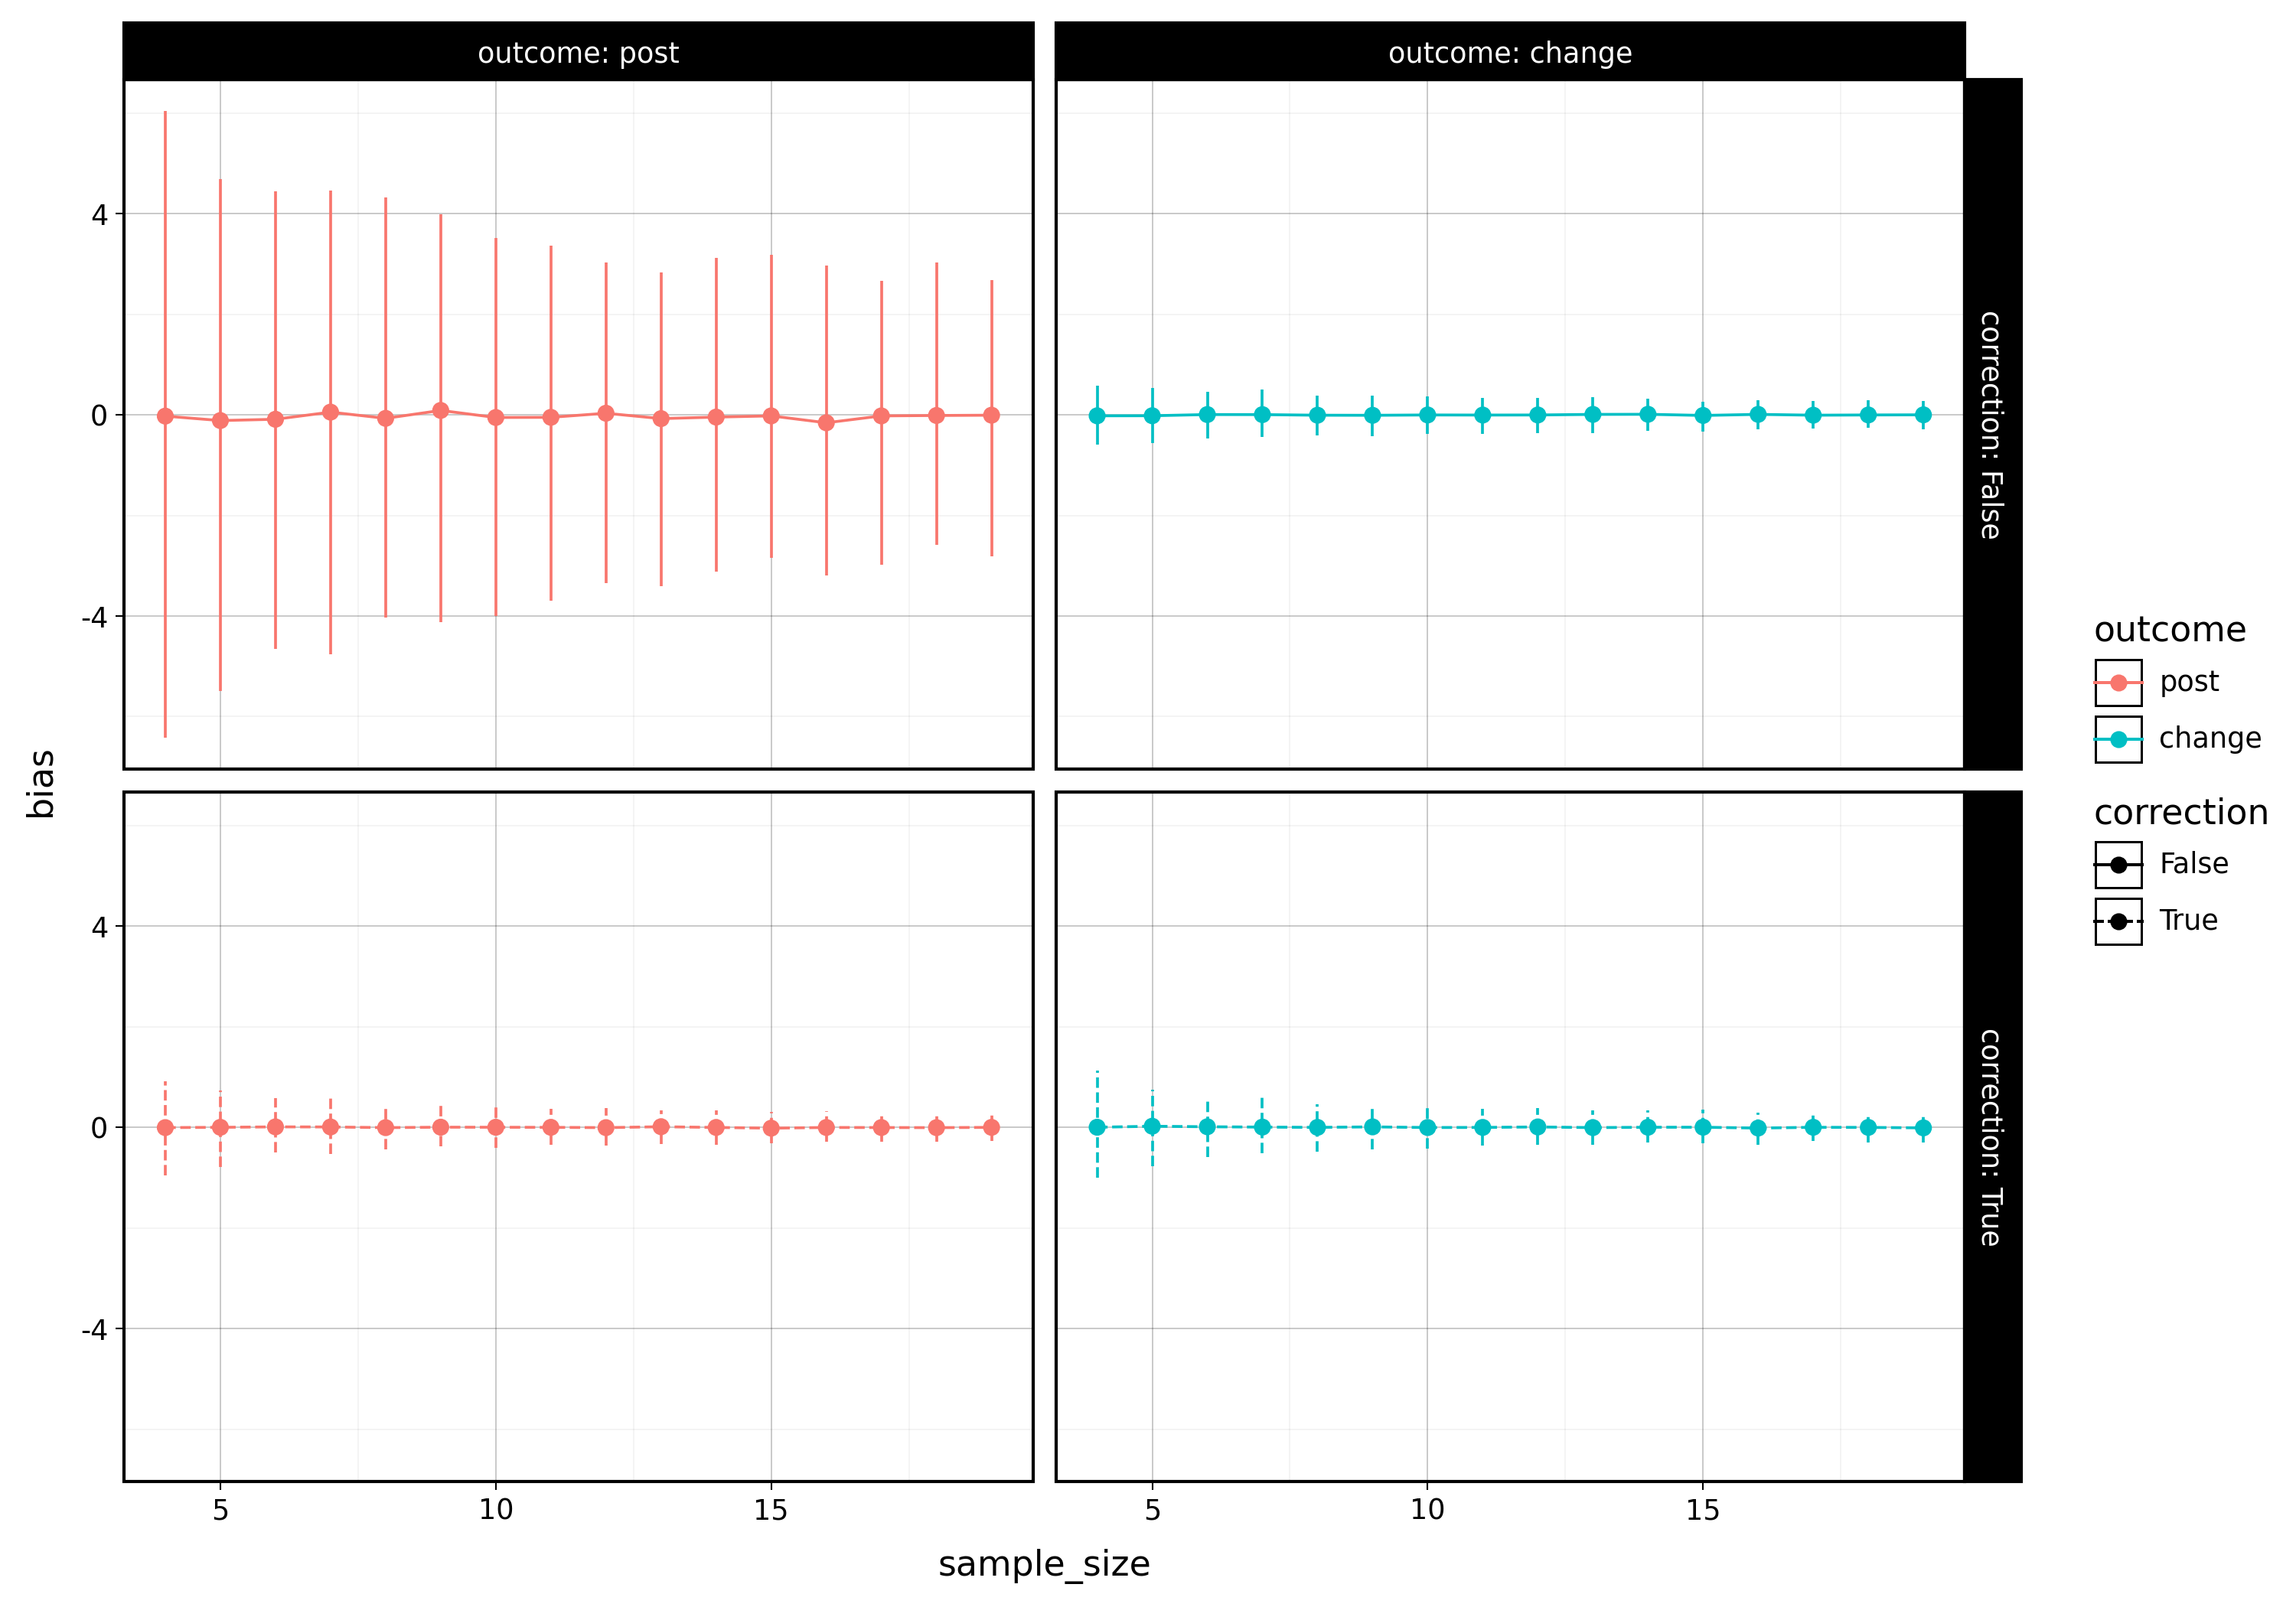 outcome: post
outcome: change
4
0
-4
correction: False
bias
4
0
-4
correction: True
5
10
15
5
10
15
sample_size
outcome
post
change
correction
False
True